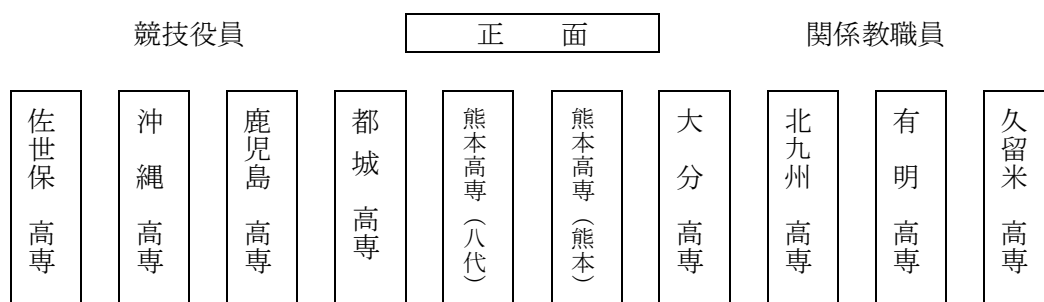 競技役員
正　面
関係教職員
佐世保　高専
沖　縄　高専
鹿児島　高専
都　城　高専
熊本高専（八代）
熊本高専（熊本）
大　分　高専
北九州　高専
有　明　高専
久留米　高専